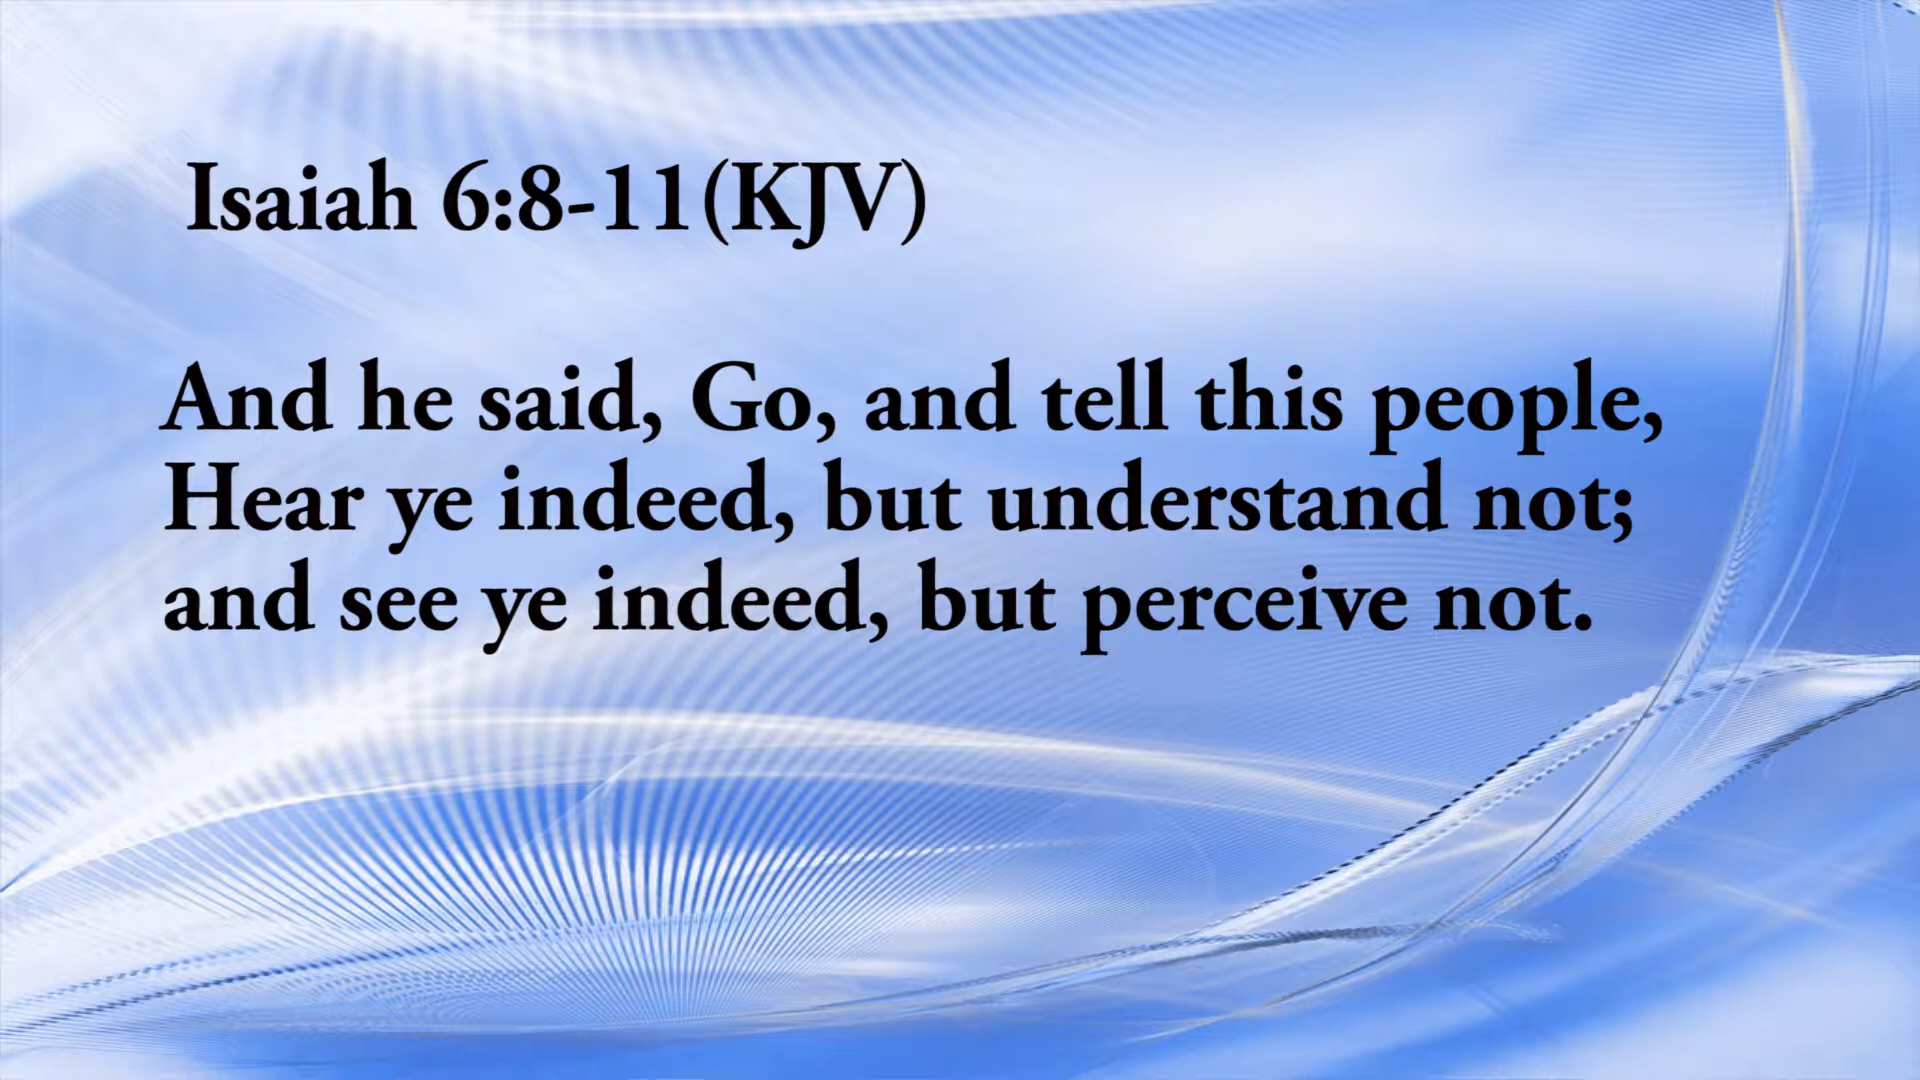 Isaiah 6:8-11(KJV)
And he said, Go, and tell this people,
Hear ye indeed, but understand not;
and see ye indeed, but perceive not.